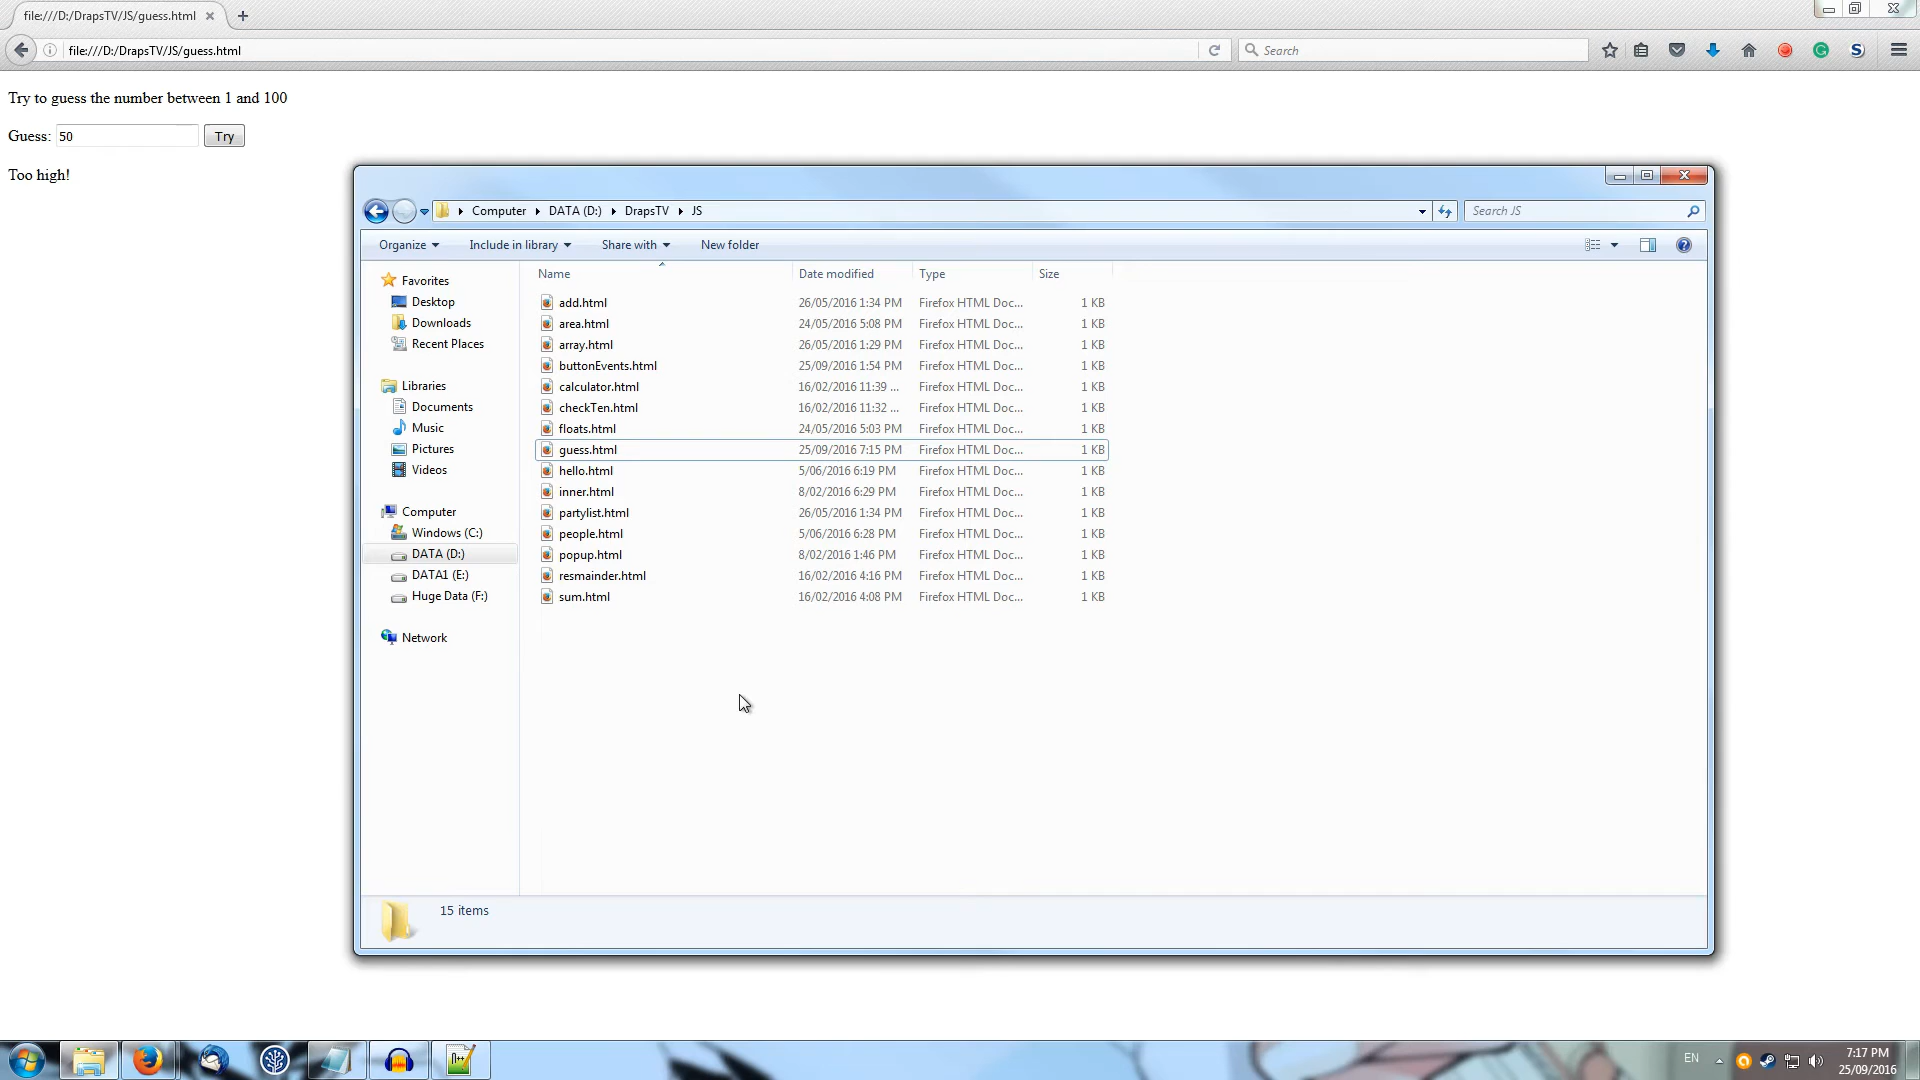 file:///D:/DrapsTV/JS/guess.html
file:///D:/DrapsTV/JS/guess.html
Search
Try to guess the number between 1 and 100
Guess: 50 Try
Too high!
Computer DATA (D:) DrapsTV JS
Search JS
Organize Include in library Share with New folder
Name Date modified Type Size
Favorites
Desktop
Downloads
Recent Places
Libraries
Documents
Music
Pictures
Videos
Computer
Windows (C:)
DATA (D:)
DATA1 (E:)
Huge Data (F:)
Network
add.html 26/05/2016 1:34 PM Firefox HTML Doc... 1 KB
area.html 24/05/2016 5:08 PM Firefox HTML Doc... 1 KB
array.html 26/05/2016 1:29 PM Firefox HTML Doc... 1 KB
buttonEvents.html 25/09/2016 1:54 PM Firefox HTML Doc... 1 KB
calculator.html 16/02/2016 11:39 ... Firefox HTML Doc... 1 KB
checkTen.html 16/02/2016 11:32 ... Firefox HTML Doc... 1 KB
floats.html 24/05/2016 5:03 PM Firefox HTML Doc... 1 KB
guess.html 25/09/2016 7:15 PM Firefox HTML Doc... 1 KB
hello.html 5/06/2016 6:19 PM Firefox HTML Doc... 1 KB
inner.html 8/02/2016 6:29 PM Firefox HTML Doc... 1 KB
partylist.html 26/05/2016 1:34 PM Firefox HTML Doc... 1 KB
people.html 5/06/2016 6:28 PM Firefox HTML Doc... 1 KB
popup.html 8/02/2016 1:46 PM Firefox HTML Doc... 1 KB
resmainder.html 16/02/2016 4:16 PM Firefox HTML Doc... 1 KB
sum.html 16/02/2016 4:08 PM Firefox HTML Doc... 1 KB
15 items
EN
7:17 PM
25/09/2016